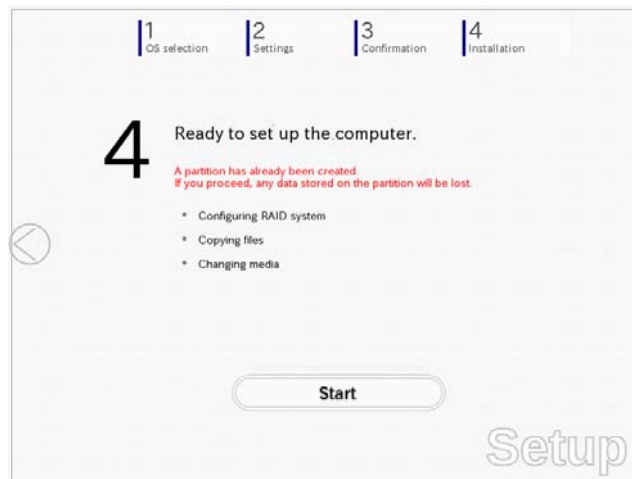 1
OS selection
2
Settings
3
Confirmation
4
Installation
4
Ready to set up the computer.
A partition has already been created.
If you proceed, any data stored on the partition will be lost.
• Configuring RAID system
• Copying files
• Changing media
Start
Setup